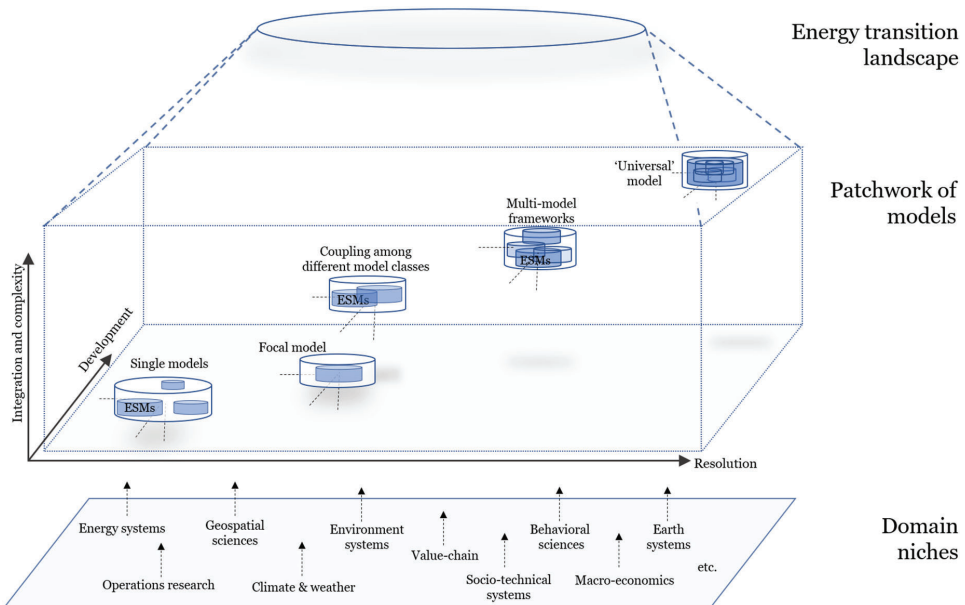 Energy transition
landscape
'Universal'
model
Patchwork of
models
Multi-model
frameworks
ESMs
Coupling among
different model classes
ESMs
Integration and complexity
Development
Focal model
Single models
ESMs
Resolution
Energy systems
Geospatial
sciences
Environment
systems
Value-chain
Behavioral
sciences
Earth
systems
Domain
niches
Operations research
Climate & weather
Socio-technical
systems
Macro-economics
etc.